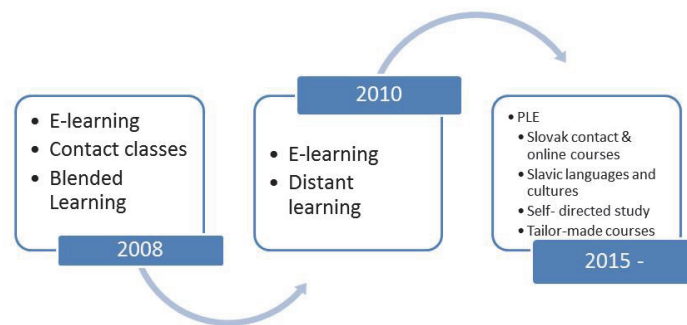 • E-learning
• Contact classes
• Blended
Learning
2008
2010
• E-learning
• Distant
learning
• PLE
• Slovak contact &
online courses
• Slavic languages and
cultures
• Self- directed study
• Tailor-made courses
2015 -